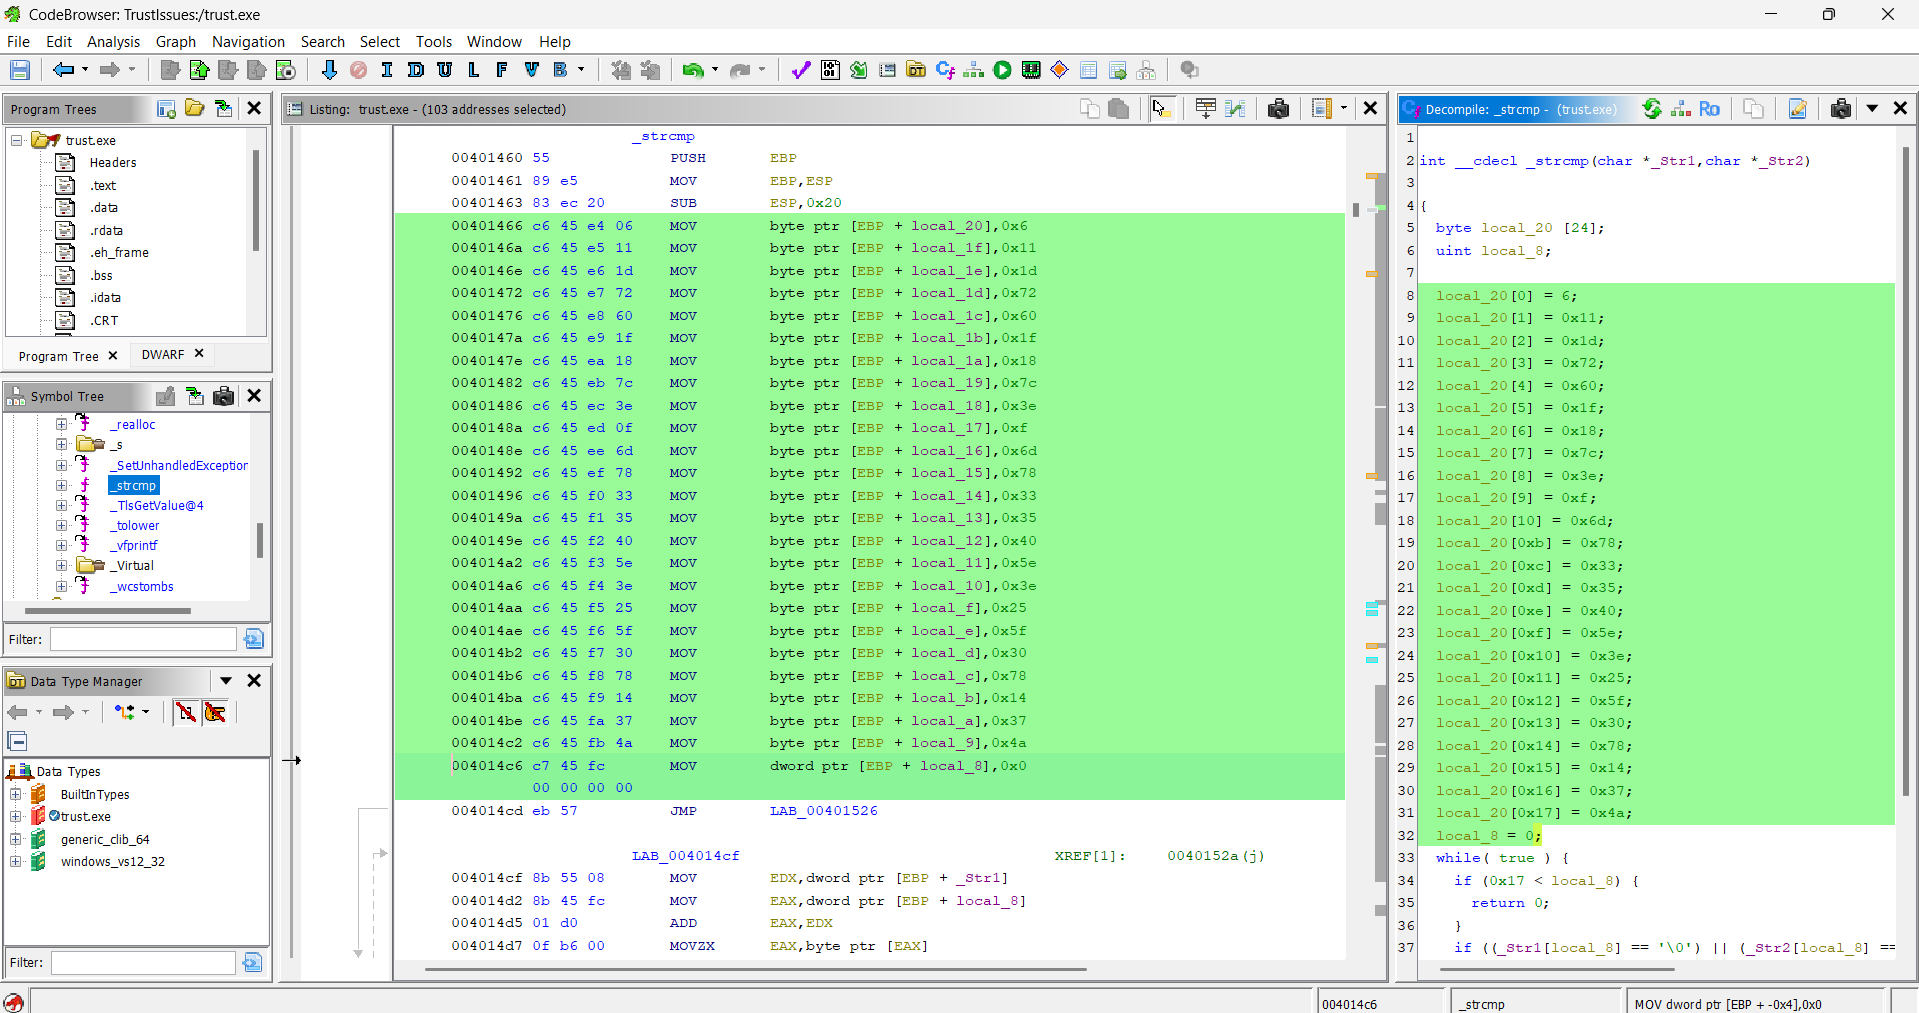 CodeBrowser: TrustIssues:/trust.exe
File Edit Analysis Graph Navigation Search Select Tools Window Help
I D U L F V B
Program Trees
trust.exe
Headers
.text
.data
.rdata
.eh_frame
.bss
.idata
.CRT
Program Tree
DWARF
Symbol Tree
_realloc
_s
_SetUnhandledException
_strcmp
_TlsGetValue@4
_tolower
_vfprintf
_Virtual
_wcstombs
Filter:
Data Type Manager
Data Types
BuiltInTypes
trust.exe
generic_clib_64
windows_vs12_32
Filter:
Listing: trust.exe - (103 addresses selected)
_strcmp
00401460 55 PUSH EBP
00401461 89 e5 MOV EBP,ESP
00401463 83 ec 20 SUB ESP,0x20
00401466 c6 45 e4 06 MOV byte ptr [EBP + local_20],0x6
0040146a c6 45 e5 11 MOV byte ptr [EBP + local_1f],0x11
0040146e c6 45 e6 1d MOV byte ptr [EBP + local_1e],0x1d
00401472 c6 45 e7 72 MOV byte ptr [EBP + local_1d],0x72
00401476 c6 45 e8 60 MOV byte ptr [EBP + local_1c],0x60
0040147a c6 45 e9 1f MOV byte ptr [EBP + local_1b],0x1f
0040147e c6 45 ea 18 MOV byte ptr [EBP + local_1a],0x18
00401482 c6 45 eb 7c MOV byte ptr [EBP + local_19],0x7c
00401486 c6 45 ec 3e MOV byte ptr [EBP + local_18],0x3e
0040148a c6 45 ed 0f MOV byte ptr [EBP + local_17],0xf
0040148e c6 45 ee 6d MOV byte ptr [EBP + local_16],0x6d
00401492 c6 45 ef 78 MOV byte ptr [EBP + local_15],0x78
00401496 c6 45 f0 33 MOV byte ptr [EBP + local_14],0x33
0040149a c6 45 f1 35 MOV byte ptr [EBP + local_13],0x35
0040149e c6 45 f2 40 MOV byte ptr [EBP + local_12],0x40
004014a2 c6 45 f3 5e MOV byte ptr [EBP + local_11],0x5e
004014a6 c6 45 f4 3e MOV byte ptr [EBP + local_10],0x3e
004014aa c6 45 f5 25 MOV byte ptr [EBP + local_f],0x25
004014ae c6 45 f6 5f MOV byte ptr [EBP + local_e],0x5f
004014b2 c6 45 f7 30 MOV byte ptr [EBP + local_d],0x30
004014b6 c6 45 f8 78 MOV byte ptr [EBP + local_c],0x78
004014ba c6 45 f9 14 MOV byte ptr [EBP + local_b],0x14
004014be c6 45 fa 37 MOV byte ptr [EBP + local_a],0x37
004014c2 c6 45 fb 4a MOV byte ptr [EBP + local_9],0x4a
004014c6 c7 45 fc MOV dword ptr [EBP + local_8],0x0
00 00 00 00
004014cd eb 57 JMP LAB_00401526
LAB_004014cf XREF[1]: 0040152a(j)
004014cf 8b 55 08 MOV EDX,dword ptr [EBP + _Str1]
004014d2 8b 45 fc MOV EAX,dword ptr [EBP + local_8]
004014d5 01 d0 ADD EAX,EDX
004014d7 0f b6 00 MOVZX EAX,byte ptr [EAX]
Decompile: _strcmp - (trust.exe)
1
2 int __cdecl _strcmp(char *_Str1,char *_Str2)
3
4 {
5 byte local_20 [24];
6 uint local_8;
7
8 local_20[0] = 6;
9 local_20[1] = 0x11;
10 local_20[2] = 0x1d;
11 local_20[3] = 0x72;
12 local_20[4] = 0x60;
13 local_20[5] = 0x1f;
14 local_20[6] = 0x18;
15 local_20[7] = 0x7c;
16 local_20[8] = 0x3e;
17 local_20[9] = 0xf;
18 local_20[10] = 0x6d;
19 local_20[0xb] = 0x78;
20 local_20[0xc] = 0x33;
21 local_20[0xd] = 0x35;
22 local_20[0xe] = 0x40;
23 local_20[0xf] = 0x5e;
24 local_20[0x10] = 0x3e;
25 local_20[0x11] = 0x25;
26 local_20[0x12] = 0x5f;
27 local_20[0x13] = 0x30;
28 local_20[0x14] = 0x78;
29 local_20[0x15] = 0x14;
30 local_20[0x16] = 0x37;
31 local_20[0x17] = 0x4a;
32 local_8 = 0;
33 while( true ) {
34 if (0x17 < local_8) {
35 return 0;
36 }
37 if ((_Str1[local_8] == '\0') || (_Str2[local_8] ==
004014c6
_strcmp
MOV dword ptr [EBP + -0x4],0x0